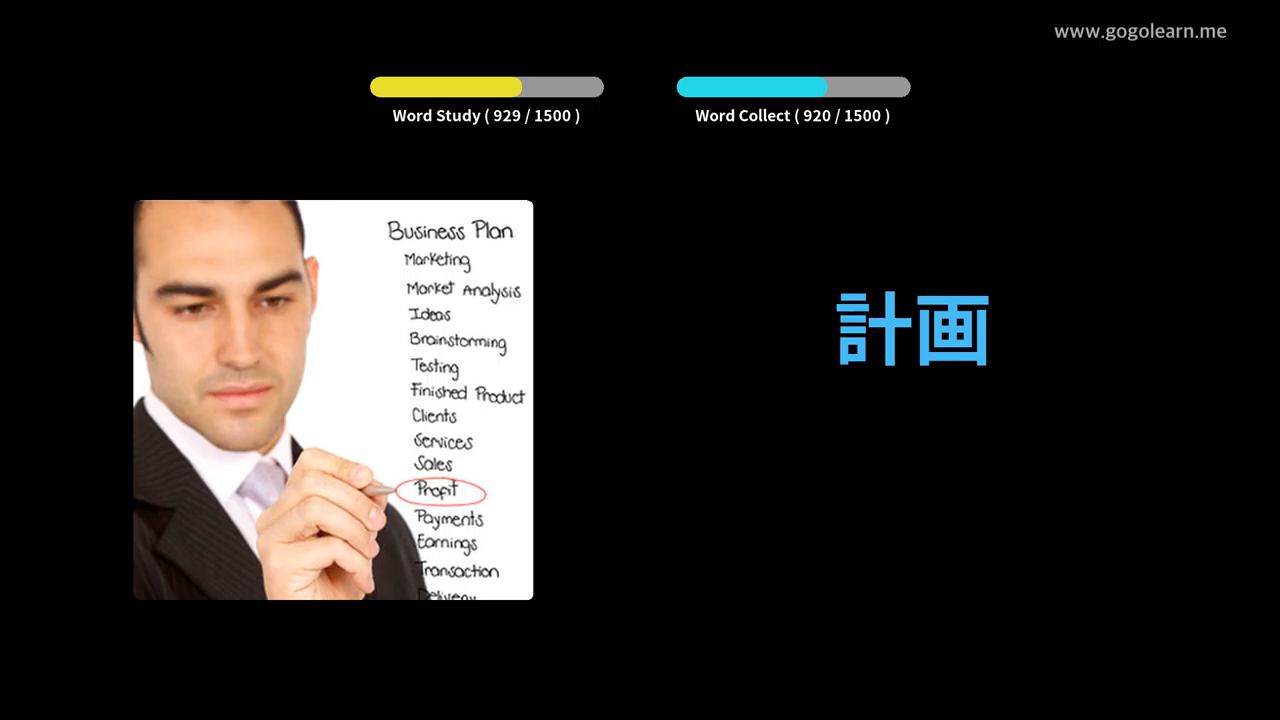 www.gogolearn.me
Word Study ( 929 / 1500 )
Word Collect ( 920 / 1500 )
Business Plan
Marketing
Market Analysis
Ideas
Brainstorming
Testing
Finished Product
Clients
Services
Sales
Profit
Payments
Earnings
Transaction
Delivery
計画